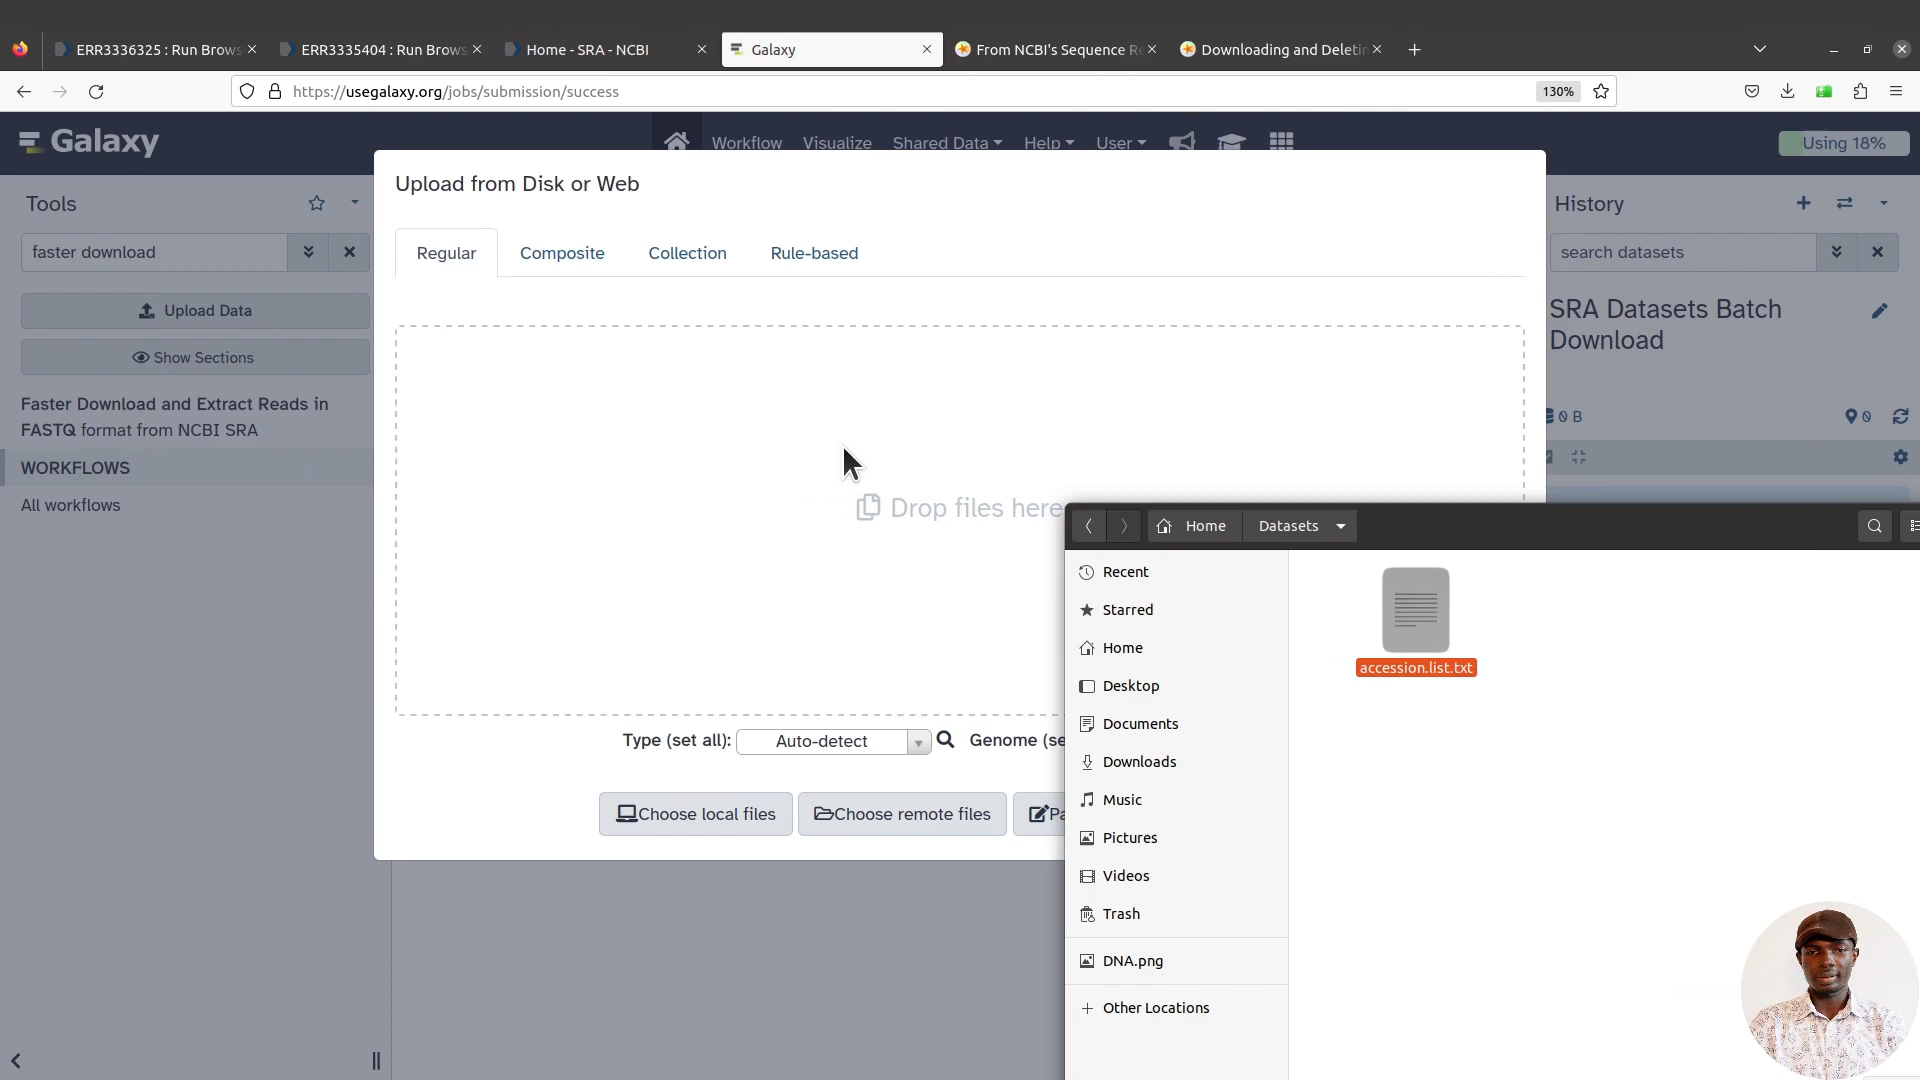 ERR3336325 : Run Brows
ERR3335404 : Run Brows
Home - SRA - NCBI
Galaxy
From NCBI's Sequence Re
Downloading and Deletin
https://usegalaxy.org/jobs/submission/success
130%
Galaxy
Workflow
Visualize
Shared Data
Help
User
Using 18%
Tools
faster download
Upload Data
Show Sections
Faster Download and Extract Reads in
FASTQ format from NCBI SRA
WORKFLOWS
All workflows
Upload from Disk or Web
Regular
Composite
Collection
Rule-based
Drop files here
Type (set all):
Auto-detect
Genome (se
Choose local files
Choose remote files
Pa
History
search datasets
SRA Datasets Batch
Download
0 B
0
Home
Datasets
Recent
Starred
Home
Desktop
Documents
Downloads
Music
Pictures
Videos
Trash
DNA.png
Other Locations
accession.list.txt